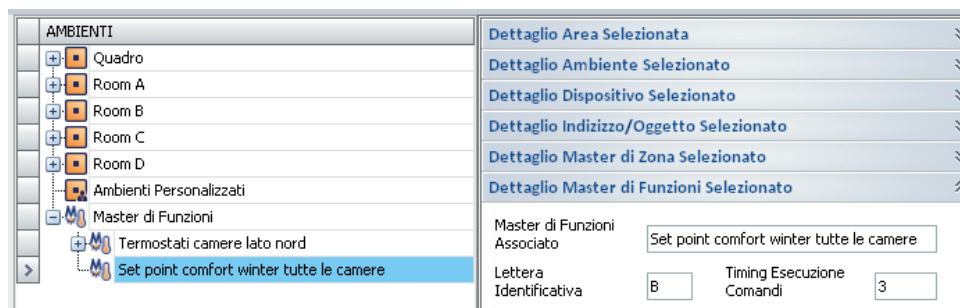 AMBIENTI
Quadro
Room A
Room B
Room C
Room D
Ambienti Personalizzati
Master di Funzioni
Termostati camere lato nord
Set point comfort winter tutte le camere
Dettaglio Area Selezionata
Dettaglio Ambiente Selezionato
Dettaglio Dispositivo Selezionato
Dettaglio Indizizzo/Oggetto Selezionato
Dettaglio Master di Zona Selezionato
Dettaglio Master di Funzioni Selezionato
Master di Funzioni
Associato
Set point comfort winter tutte le camere
Lettera
Identificativa
B
Timing Esecuzione
Comandi
3